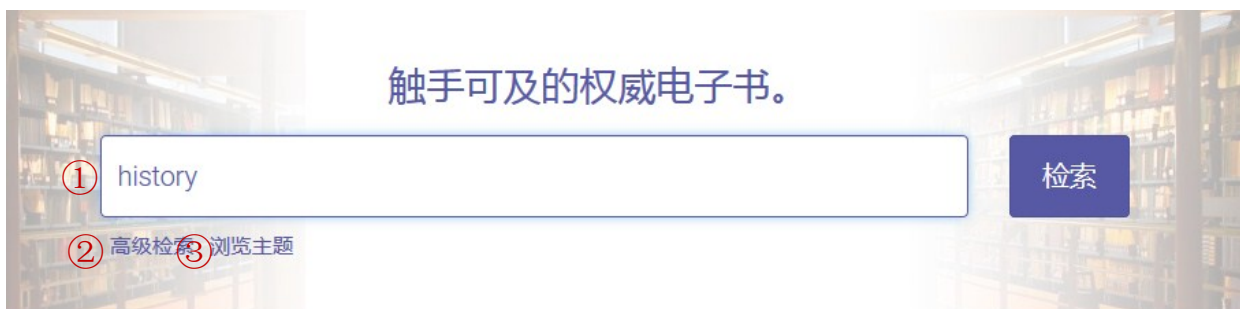 触手可及的权威电子书。
① history 检索
② 高级检索 ③ 浏览主题